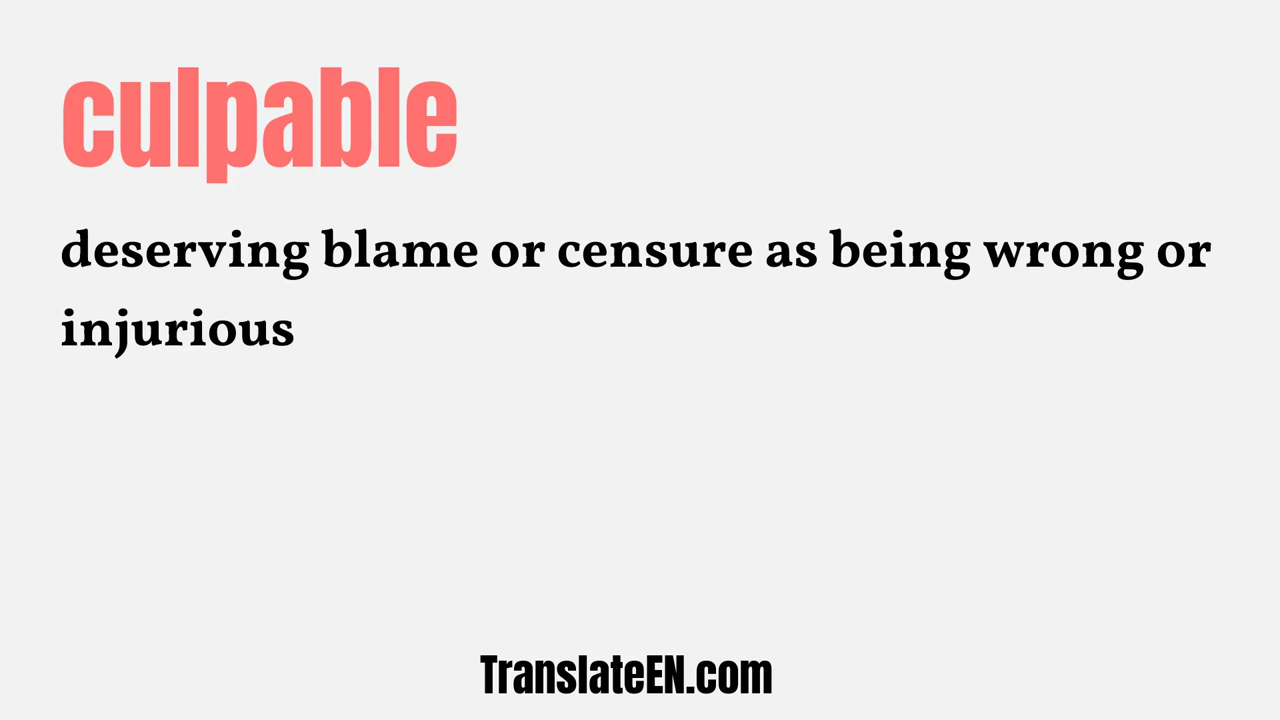 culpable
deserving blame or censure as being wrong or
injurious
TranslateEN.com